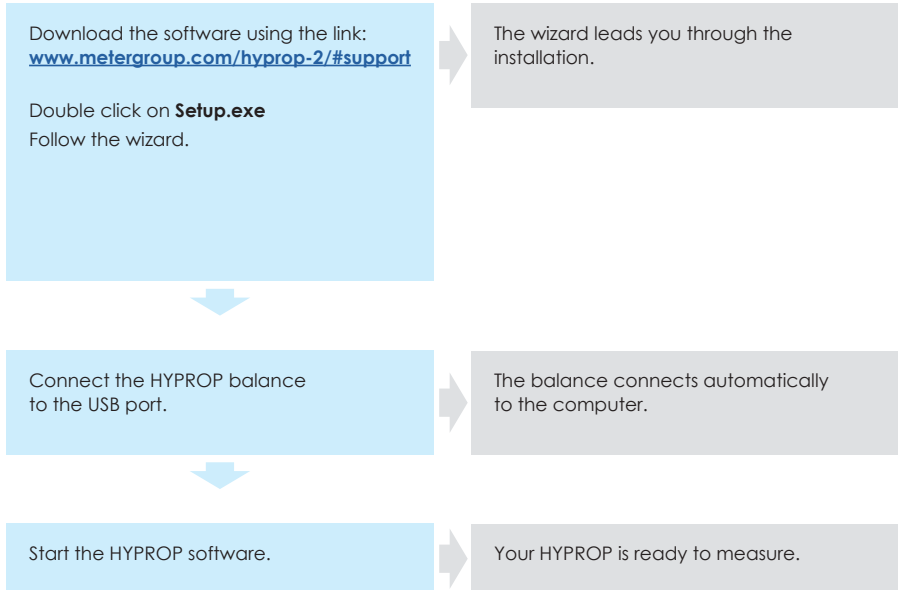 Download the software using the link:
www.metergroup.com/hyprop-2/#support
Double click on Setup.exe
Follow the wizard.
The wizard leads you through the
installation.
Connect the HYPROP balance
to the USB port.
The balance connects automatically
to the computer.
Start the HYPROP software.
Your HYPROP is ready to measure.